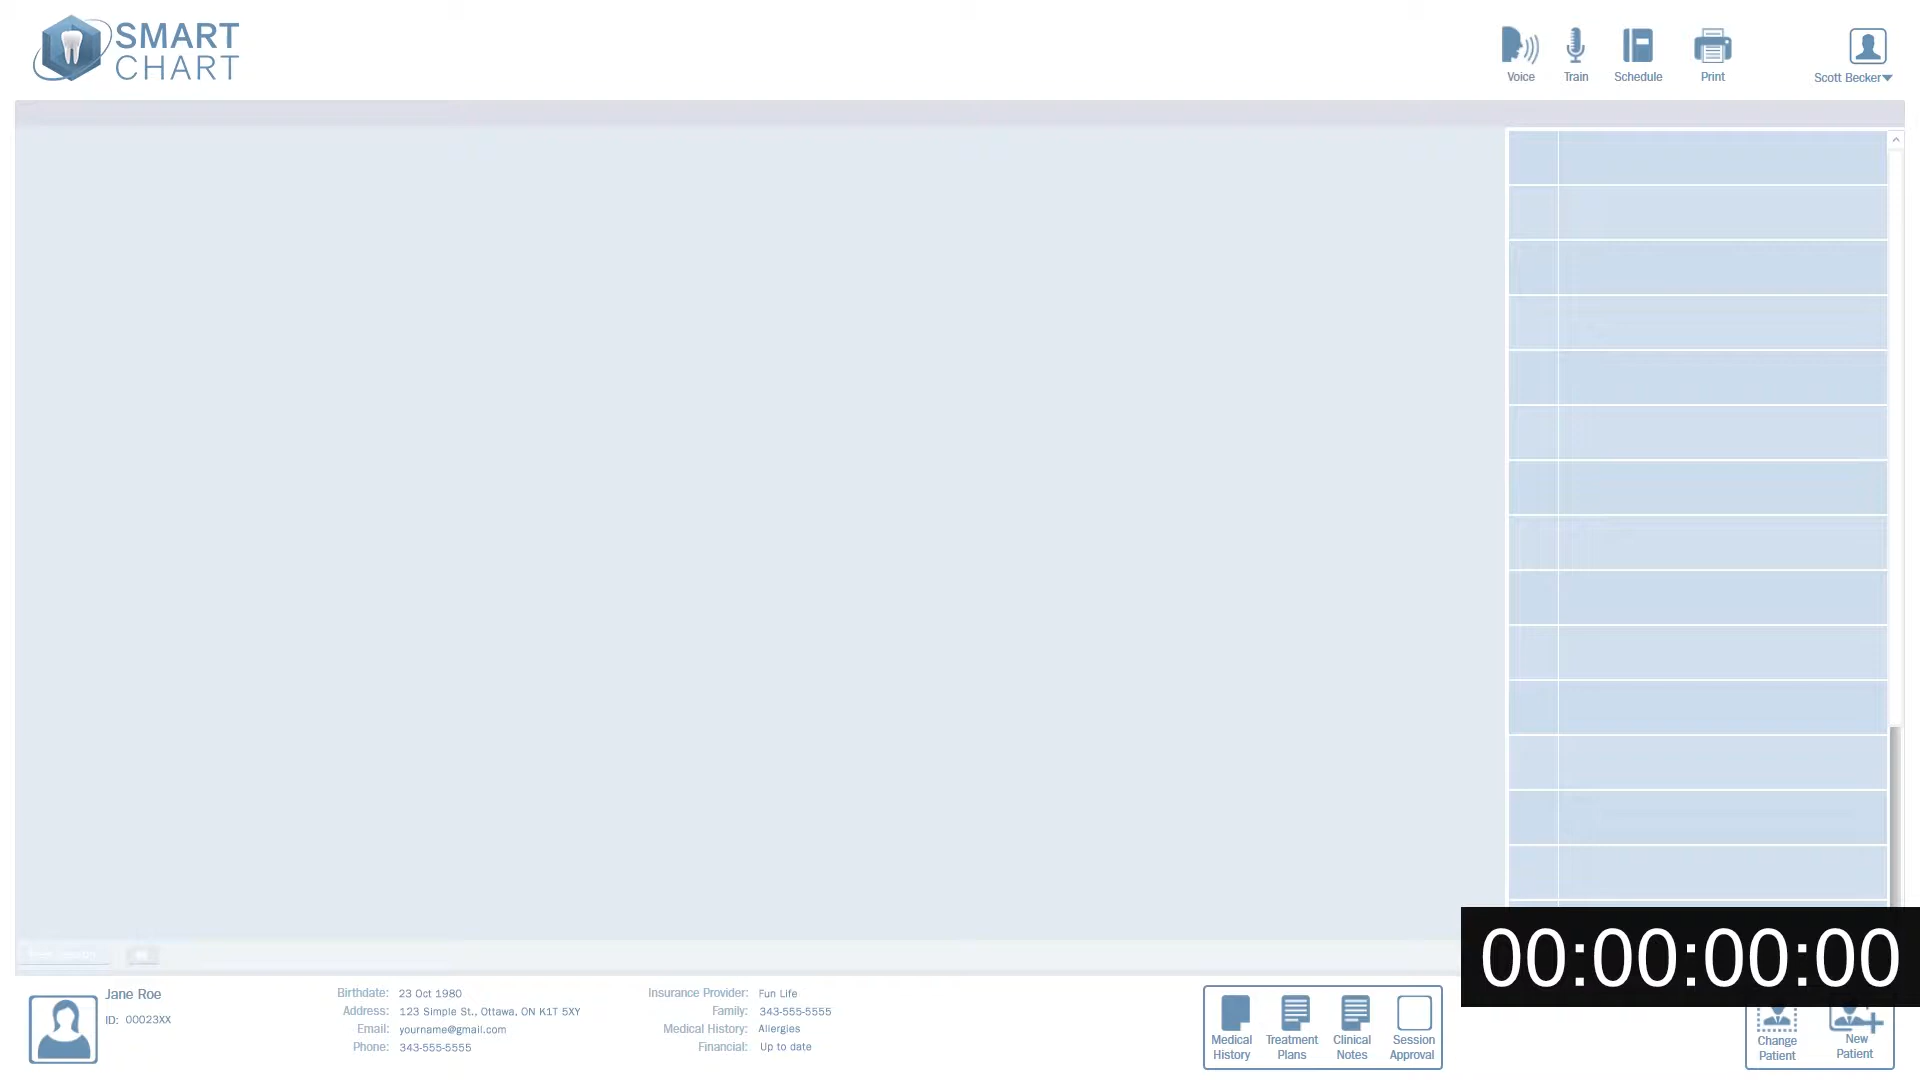 SMART
CHART
Voice
Train
Schedule
Print
Scott Becker
Jane Roe
ID: 00023XX
Birthdate: 23 Oct 1980
Address: 123 Simple St., Ottawa, ON K1T 5XY
Email: yourname@gmail.com
Phone: 343-555-5555
Insurance Provider: Fun Life
Family: 343-555-5555
Medical History: Allergies
Financial: Up to date
Medical
History
Treatment
Plans
Clinical
Notes
Session
Approval
00:00:00:00
Change
Patient
New
Patient